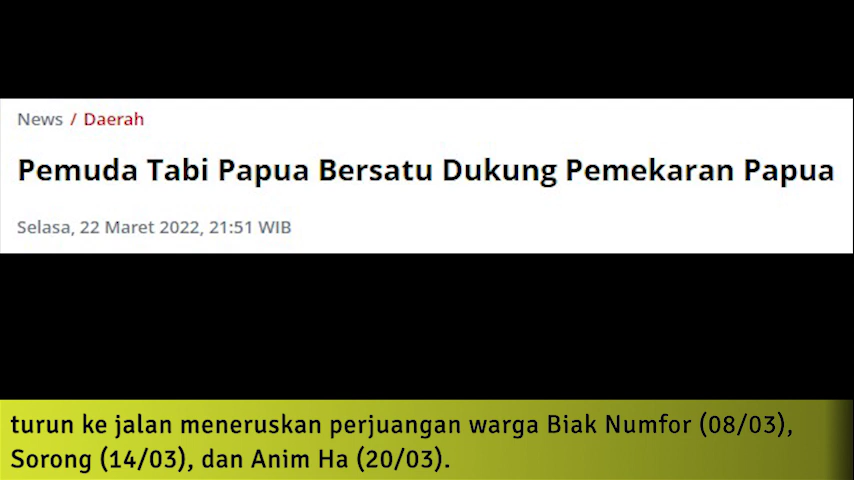 News / Daerah
Pemuda Tabi Papua Bersatu Dukung Pemekaran Papua
Selasa, 22 Maret 2022, 21:51 WIB
turun ke jalan meneruskan perjuangan warga Biak Numfor (08/03),
Sorong (14/03), dan Anim Ha (20/03).